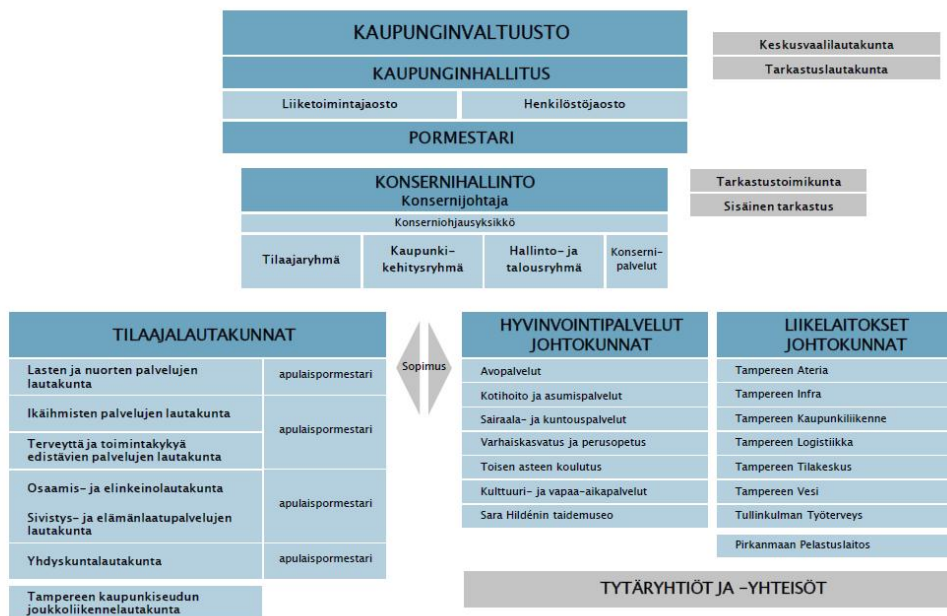 KAUPUNGINVALTUUSTO
KAUPUNGINHALLITUS
Liiketoimintajaosto
Henkilöstöjaosto
PORMESTARI
Keskusvaalilautakunta
Tarkastuslautakunta
KONSERNIHALLINTO
Konsernijohtaja
Konserniohjausyksikkö
Tilaajaryhmä
Kaupunki-
kehitysryhmä
Hallinto- ja
talousryhmä
Konserni-
palvelut
Tarkastustoimikunta
Sisäinen tarkastus
TILAAJALAUTAKUNNAT
Lasten ja nuorten palvelujen
lautakunta
apulaispormestari
Ikäihmisten palvelujen lautakunta
Terveyttä ja toimintakykyä
edistävien palvelujen lautakunta
apulaispormestari
Osaamis- ja elinkeinolautakunta
Sivistys- ja elämänlaatupalvelujen
lautakunta
apulaispormestari
Yhdyskuntalautakunta
apulaispormestari
Tampereen kaupunkiseudun
joukkoliikennelautakunta
Sopimus
HYVINVOINTIPALVELUT
JOHTOKUNNAT
Avopalvelut
Kotihoito ja asumispalvelut
Sairaala- ja kuntouspalvelut
Varhaiskasvatus ja perusopetus
Toisen asteen koulutus
Kulttuuri- ja vapaa-aikapalvelut
Sara Hildénin taidemuseo
LIIKELAITOKSET
JOHTOKUNNAT
Tampereen Ateria
Tampereen Infra
Tampereen Kaupunkiliikenne
Tampereen Logistiikka
Tampereen Tilakeskus
Tampereen Vesi
Tullinkulman Työterveys
Pirkanmaan Pelastuslaitos
TYTÄRYHTIÖT JA -YHTEISÖT